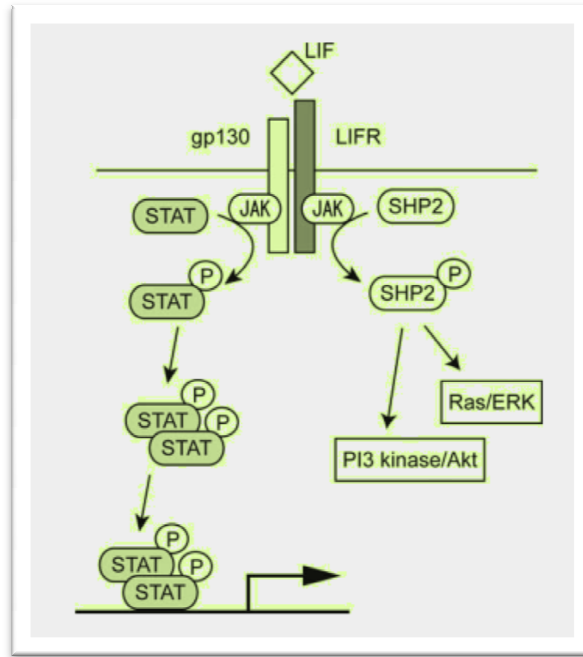 LIF
gp130 LIFR
STAT JAK JAK SHP2
P
STAT
SHP2 P
P
STAT P
STAT
Ras/ERK
PI3 kinase/Akt
P
STAT P
STAT